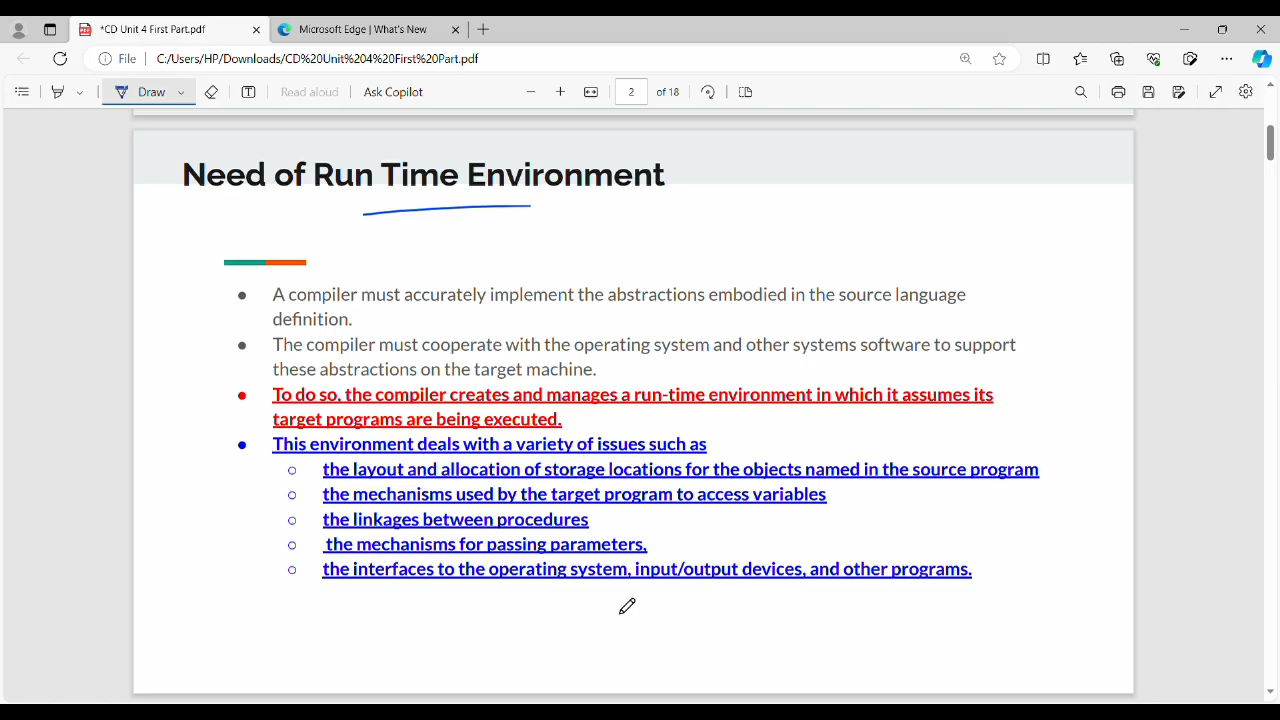 *CD Unit 4 First Part.pdf
Microsoft Edge | What's New
File
C:/Users/HP/Downloads/CD%20Unit%204%20First%20Part.pdf
Draw
Read aloud
Ask Copilot
2 of 18
Need of Run Time Environment
● A compiler must accurately implement the abstractions embodied in the source language
definition.
● The compiler must cooperate with the operating system and other systems software to support
these abstractions on the target machine.
● To do so, the compiler creates and manages a run-time environment in which it assumes its
target programs are being executed.
● This environment deals with a variety of issues such as
○ the layout and allocation of storage locations for the objects named in the source program
○ the mechanisms used by the target program to access variables
○ the linkages between procedures
○ the mechanisms for passing parameters,
○ the interfaces to the operating system, input/output devices, and other programs.